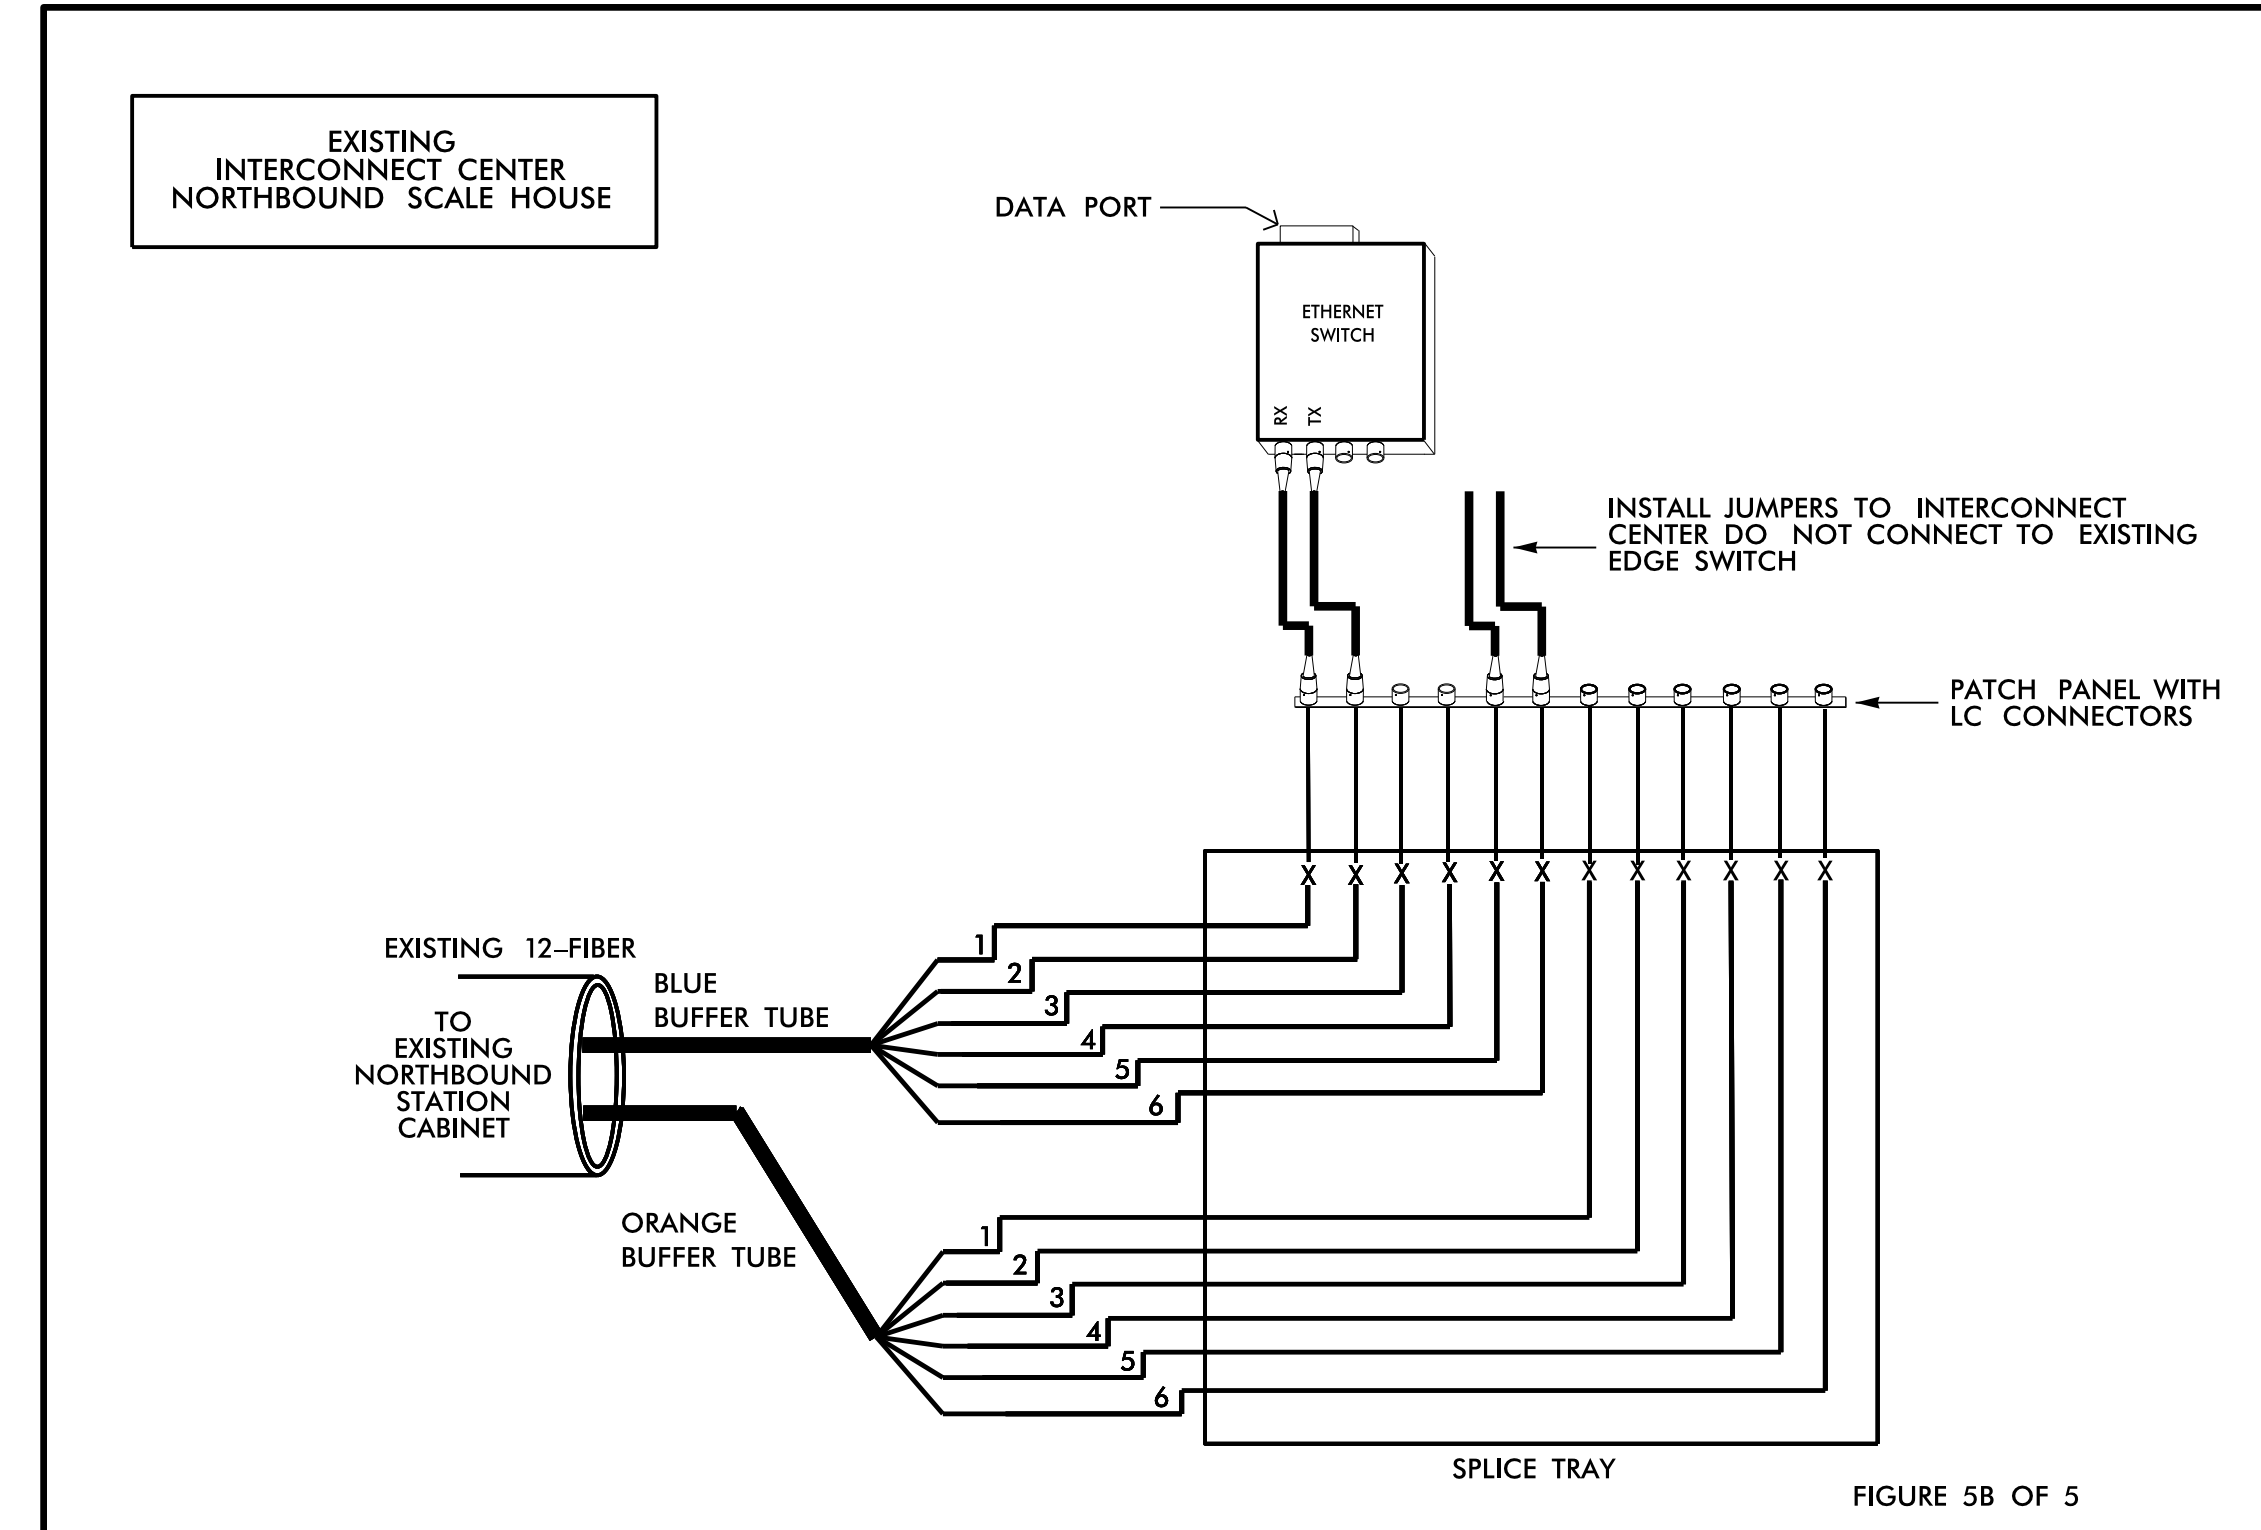 EXISTING
INTERCONNECT CENTER
NORTHBOUND SCALE HOUSE
DATA PORT
ETHERNET
SWITCH
RX
TX
INSTALL JUMPERS TO INTERCONNECT
CENTER DO NOT CONNECT TO EXISTING
EDGE SWITCH
PATCH PANEL WITH
LC CONNECTORS
X X X X X X X X X X X X
EXISTING 12-FIBER
TO
EXISTING
NORTHBOUND
STATION
CABINET
BLUE
BUFFER TUBE
1
2
3
4
5
6
ORANGE
BUFFER TUBE
1
2
3
4
5
6
SPLICE TRAY
FIGURE 5B OF 5